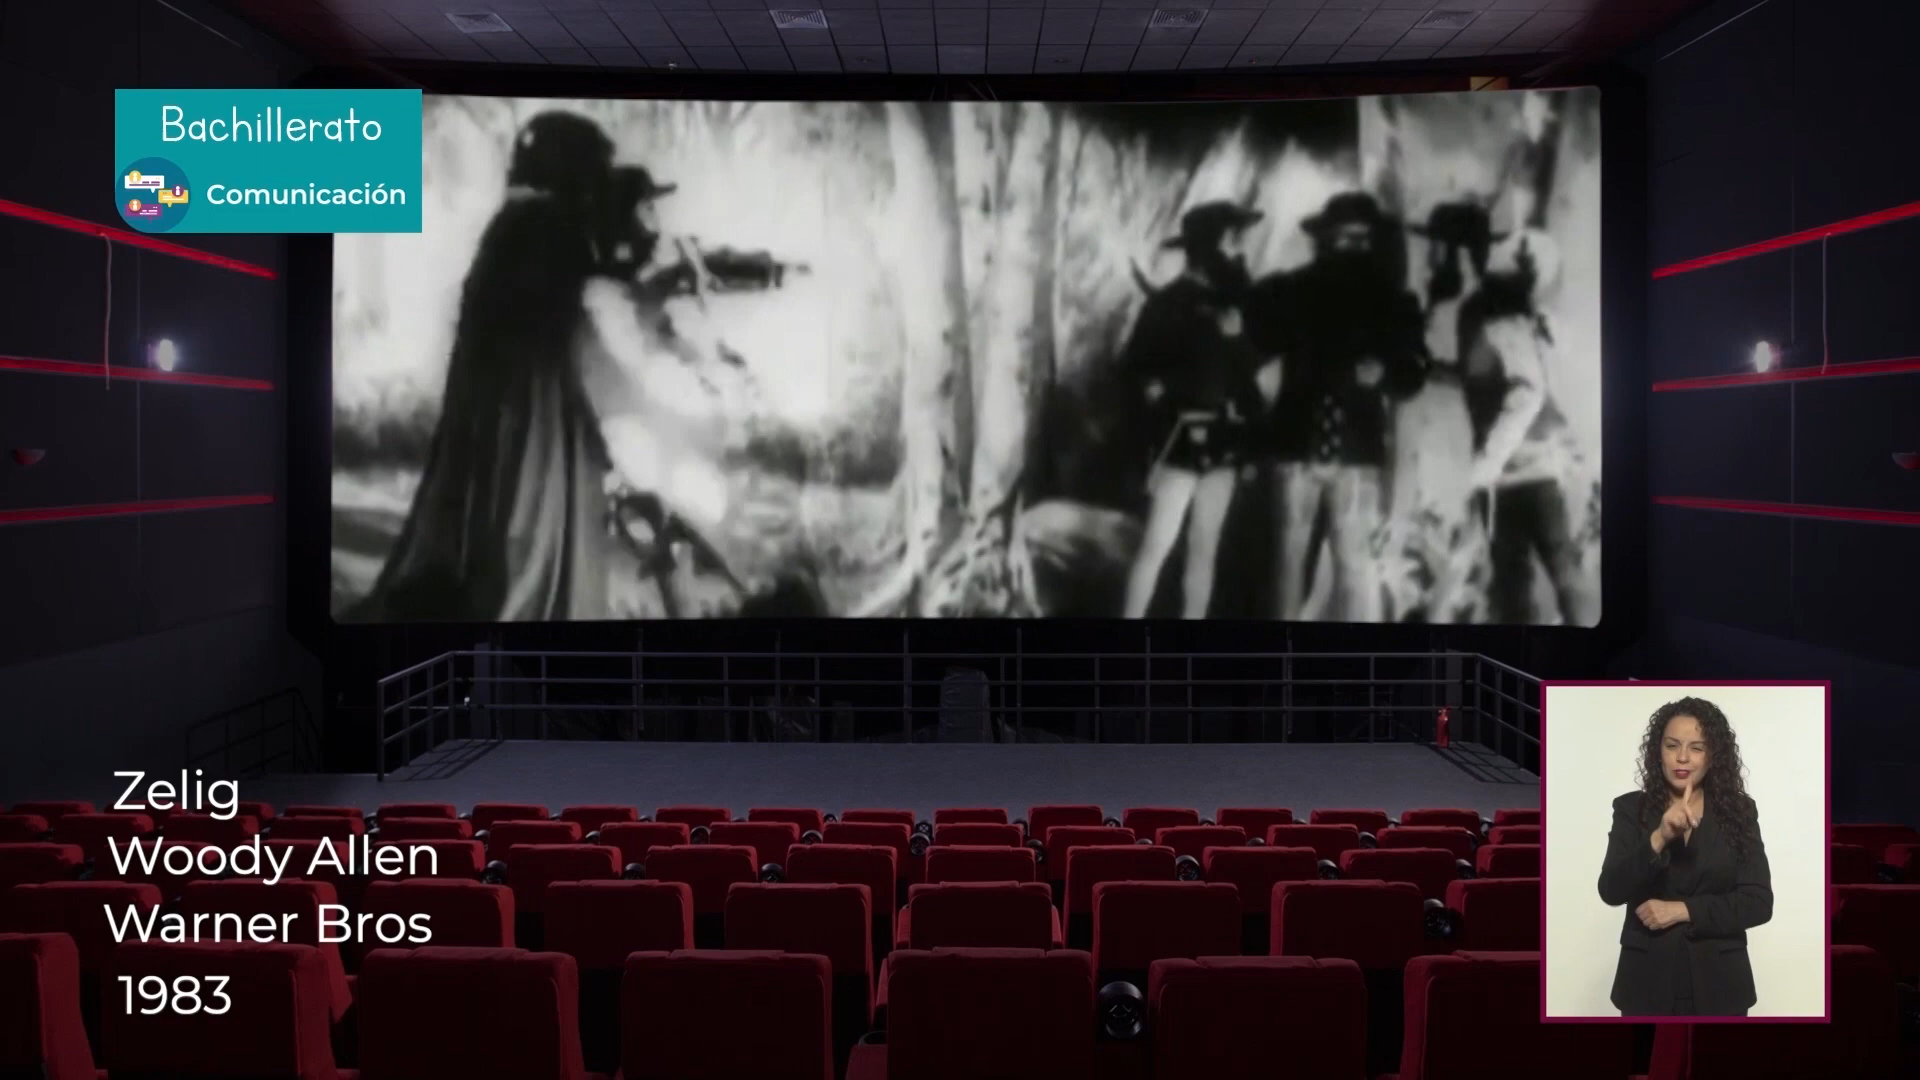 Bachillerato
Comunicación
Zelig
Woody Allen
Warner Bros
1983